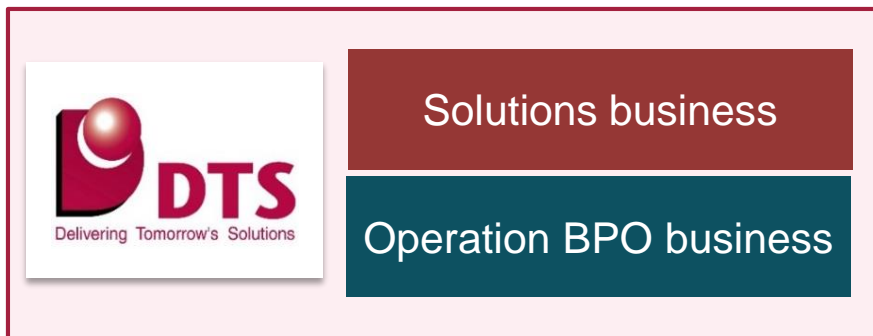 DTS
Delivering Tomorrow's Solutions
Solutions business
Operation BPO business